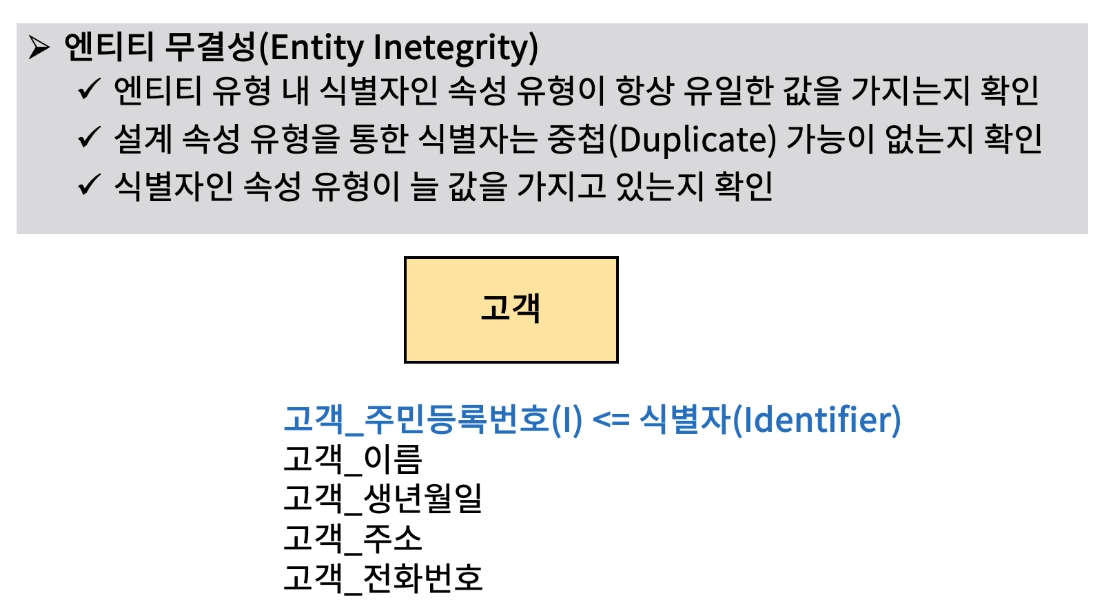 ➢ 엔티티 무결성(Entity Inetegrity)
✓ 엔티티 유형 내 식별자인 속성 유형이 항상 유일한 값을 가지는지 확인
✓ 설계 속성 유형을 통한 식별자는 중첩(Duplicate) 가능이 없는지 확인
✓ 식별자인 속성 유형이 늘 값을 가지고 있는지 확인
고객
고객_주민등록번호(I) <= 식별자(Identifier)
고객_이름
고객_생년월일
고객_주소
고객_전화번호